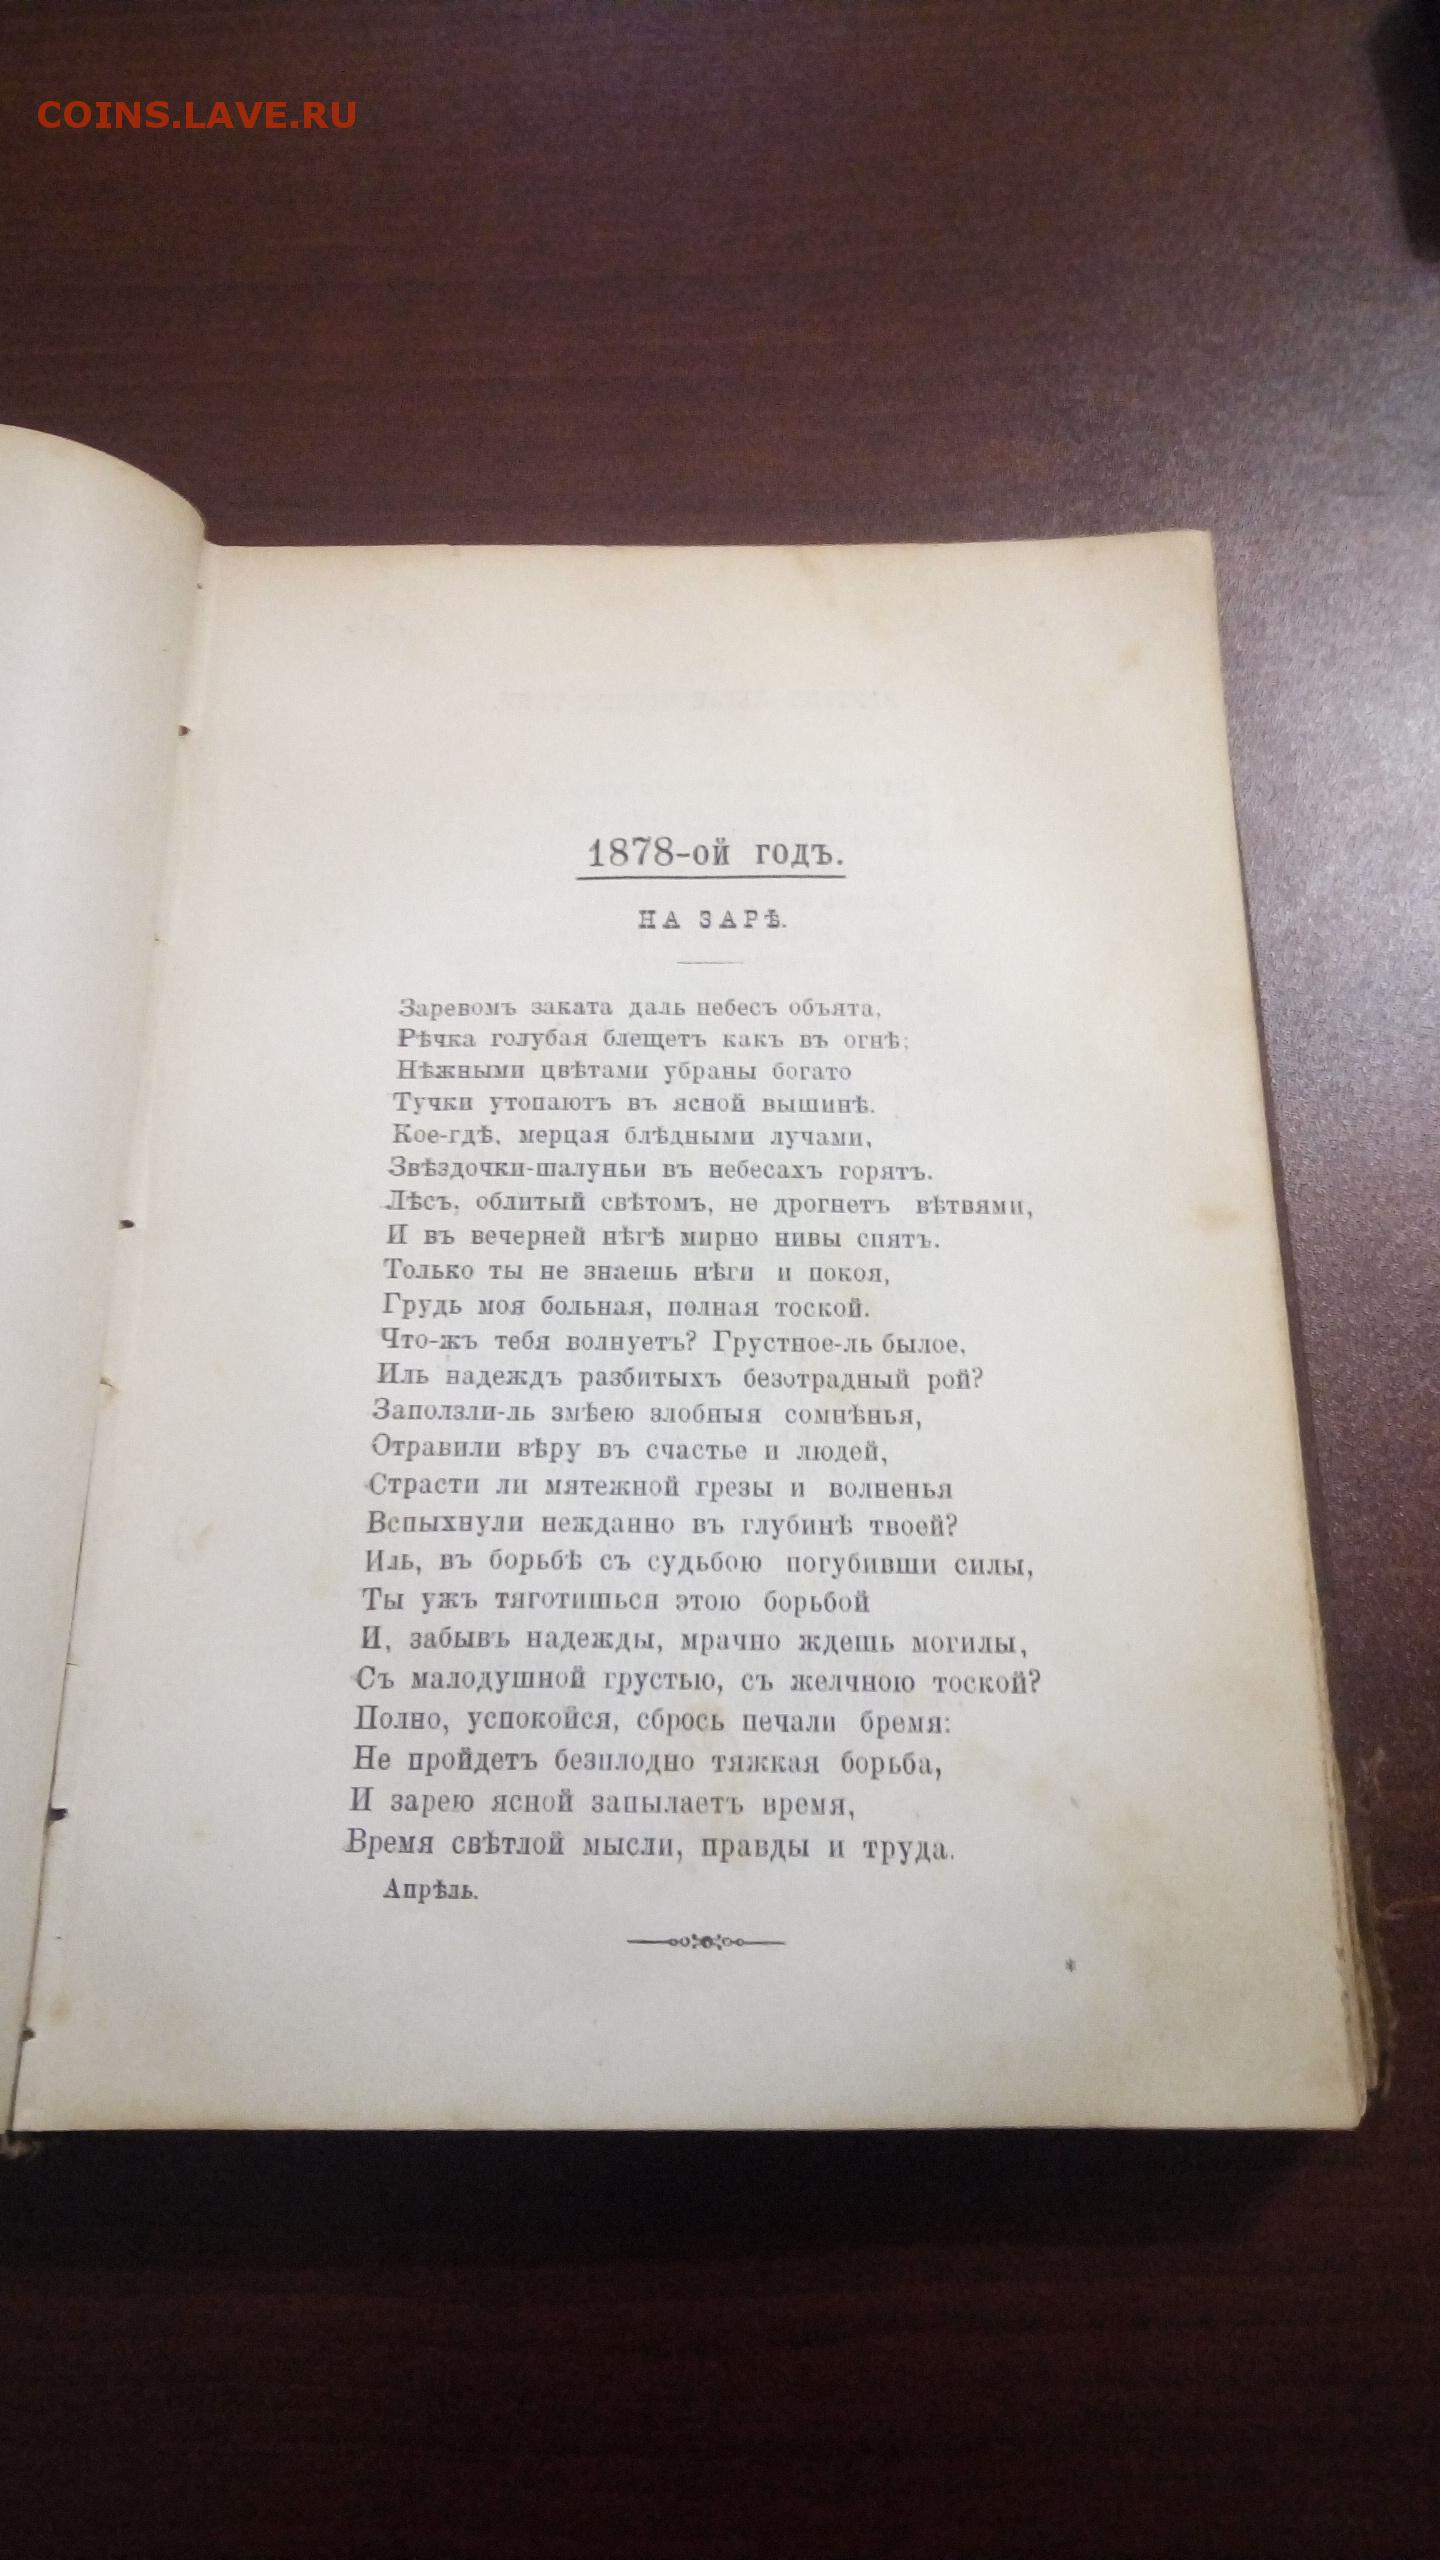 COINS.LAVE.RU
1878-ой годъ.
НА ЗАРѢ.
Заревомъ заката даль небесъ объята,
Рѣчка голубая блещетъ какъ въ огнѣ;
Нѣжными цвѣтами убраны богато
Тучки утопаютъ въ ясной вышинѣ.
Кое-гдѣ, мерцая блѣдными лучами,
Звѣздочки-шалуньи въ небесахъ горятъ.
Лѣсъ, облитый свѣтомъ, не дрогнетъ вѣтвями,
И въ вечерней нѣгѣ мирно нивы спятъ.
Только ты не знаешь нѣги и покоя,
Грудь моя больная, полная тоской.
Что-жъ тебя волнуетъ? Грустное-ль былое,
Иль надеждъ разбитыхъ безотрадный рой?
Заползли-ль змѣею злобныя сомнѣнья,
Отравили вѣру въ счастье и людей,
Страсти ли мятежной грезы и волненья
Вспыхнули нежданно въ глубинѣ твоей?
Иль, въ борьбѣ съ судьбою погубивши силы,
Ты ужъ тяготишься этою борьбой
И, забывъ надежды, мрачно ждешь могилы,
Съ малодушной грустью, съ желчною тоской?
Полно, успокойся, сбрось печали бремя:
Не пройдетъ безплодно тяжкая борьба,
И зарею ясной запылаетъ время,
Время свѣтлой мысли, правды и труда.
Апрѣль.
*